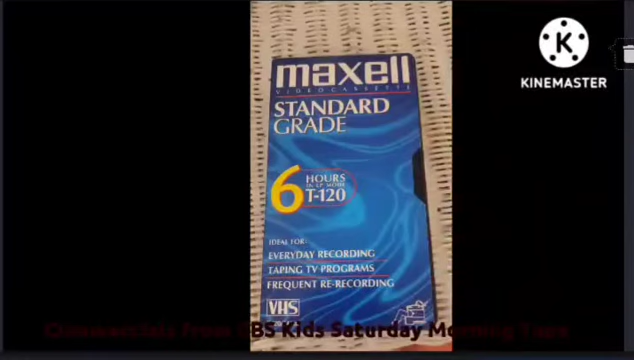 maxell
VIDEOCASSETTE
STANDARD
GRADE
6 HOURS
IN EP MODE
T-120
IDEAL FOR:
EVERYDAY RECORDING
TAPING TV PROGRAMS
FREQUENT RE-RECORDING
VHS
KINEMASTER
Commercials from CBS Kids Saturday Morning Tape